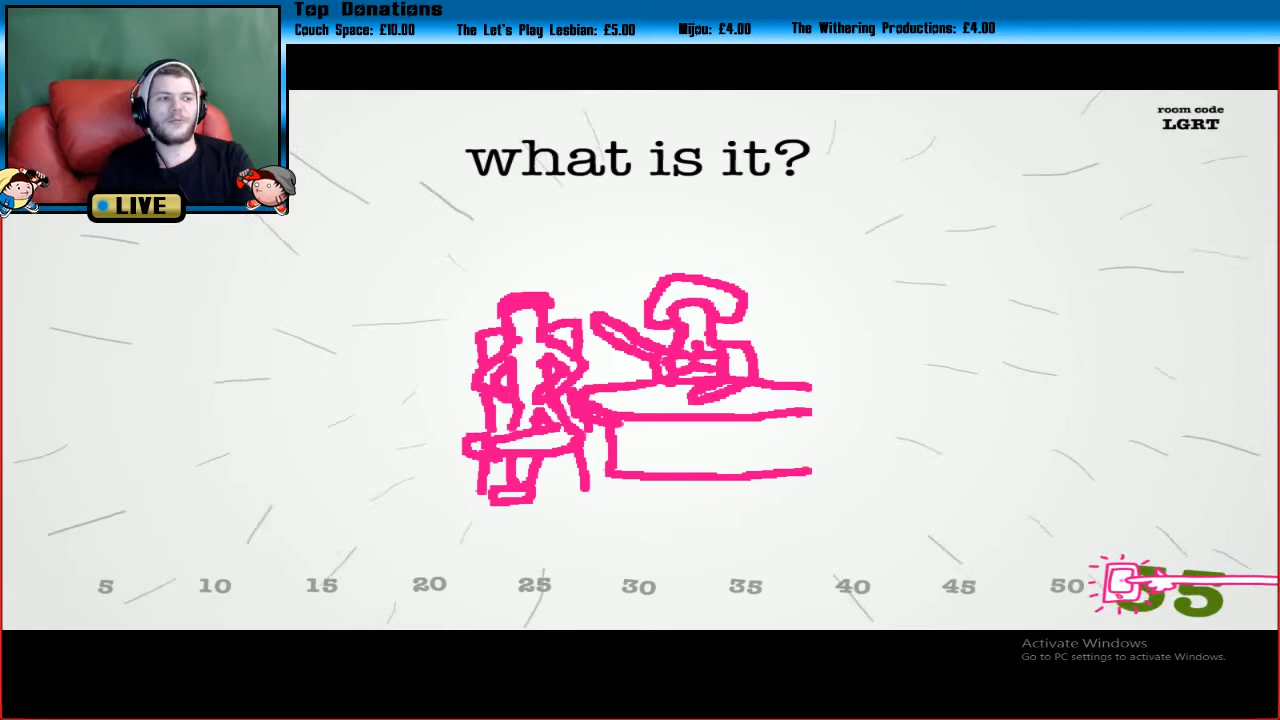 Top Donations
Couch Space: £10.00 The Let's Play Lesbian: £5.00 Mijou: £4.00 The Withering Productions: £4.00
room code
LGRT
what is it?
LIVE
5 10 15 20 25 30 35 40 45 50 55
Activate Windows
Go to PC settings to activate Windows.